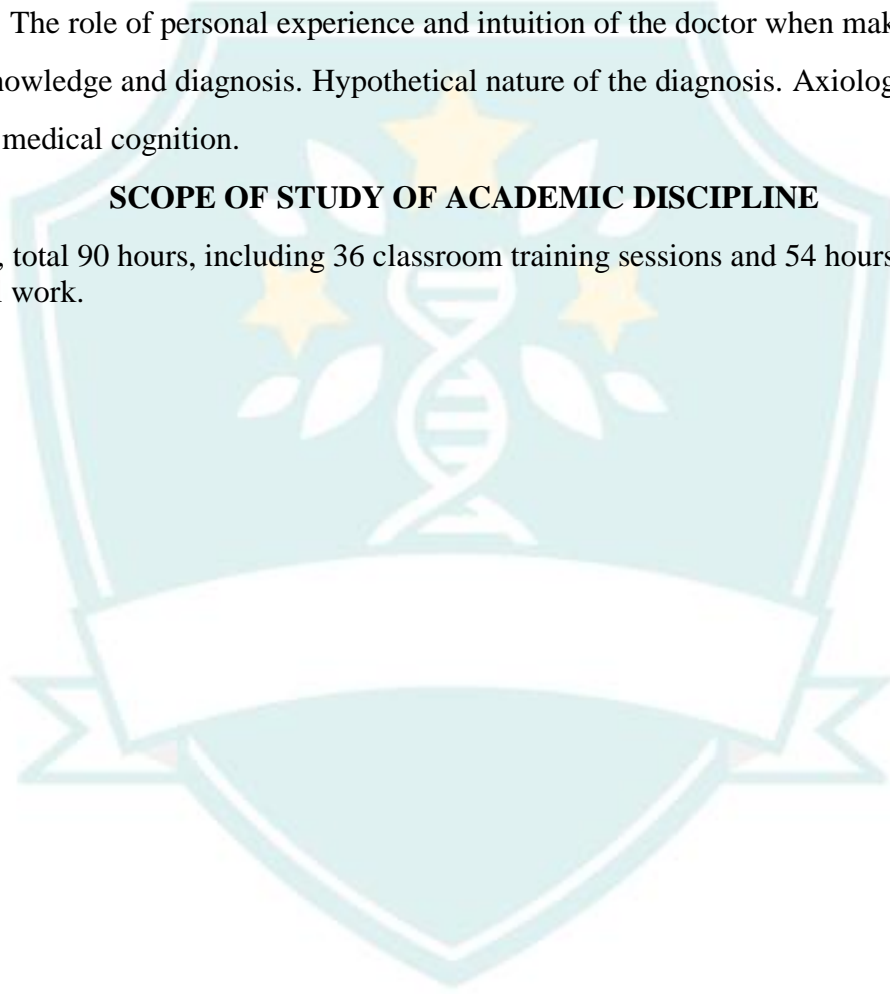 The role of personal experience and intuition of the doctor when mak
nowledge and diagnosis. Hypothetical nature of the diagnosis. Axiolog
medical cognition.
SCOPE OF STUDY OF ACADEMIC DISCIPLINE
, total 90 hours, including 36 classroom training sessions and 54 hours
work.